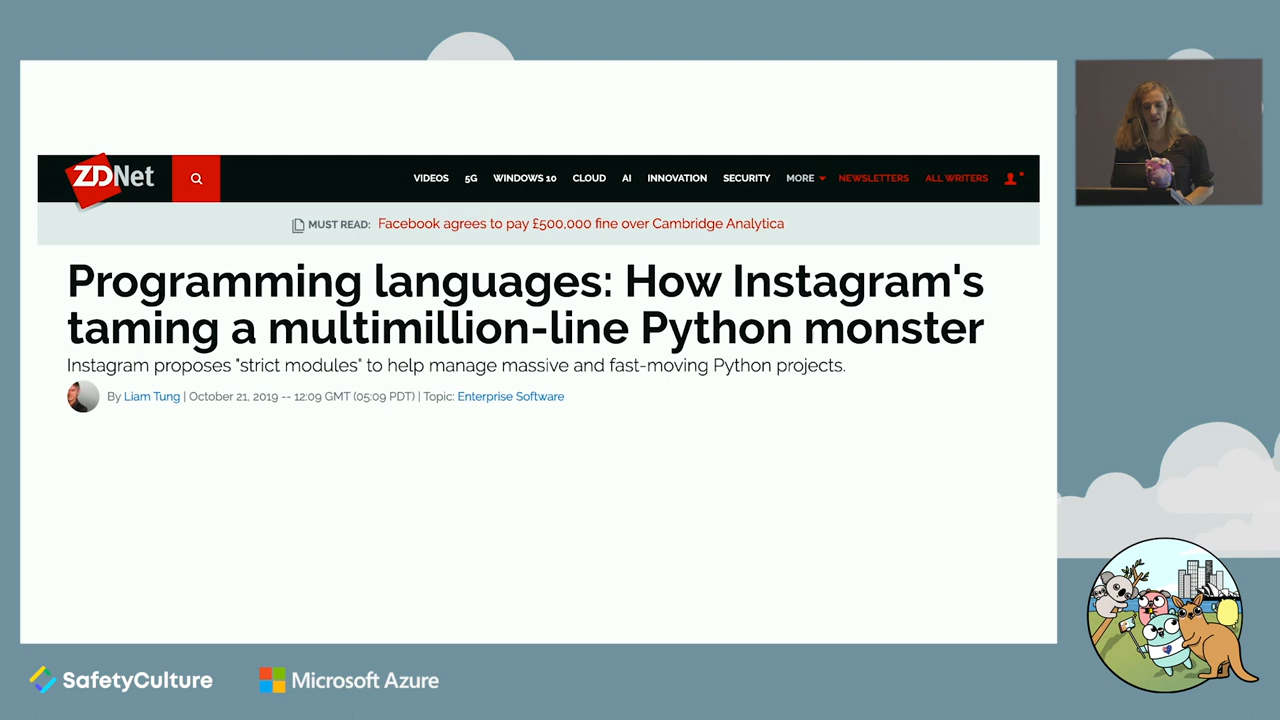 ZDNet
VIDEOS 5G WINDOWS 10 CLOUD AI INNOVATION SECURITY MORE NEWSLETTERS ALL WRITERS
MUST READ: Facebook agrees to pay £500,000 fine over Cambridge Analytica
Programming languages: How Instagram's
taming a multimillion-line Python monster
Instagram proposes "strict modules" to help manage massive and fast-moving Python projects.
By Liam Tung | October 21, 2019 -- 12:09 GMT (05:09 PDT) | Topic: Enterprise Software
SafetyCulture
Microsoft Azure